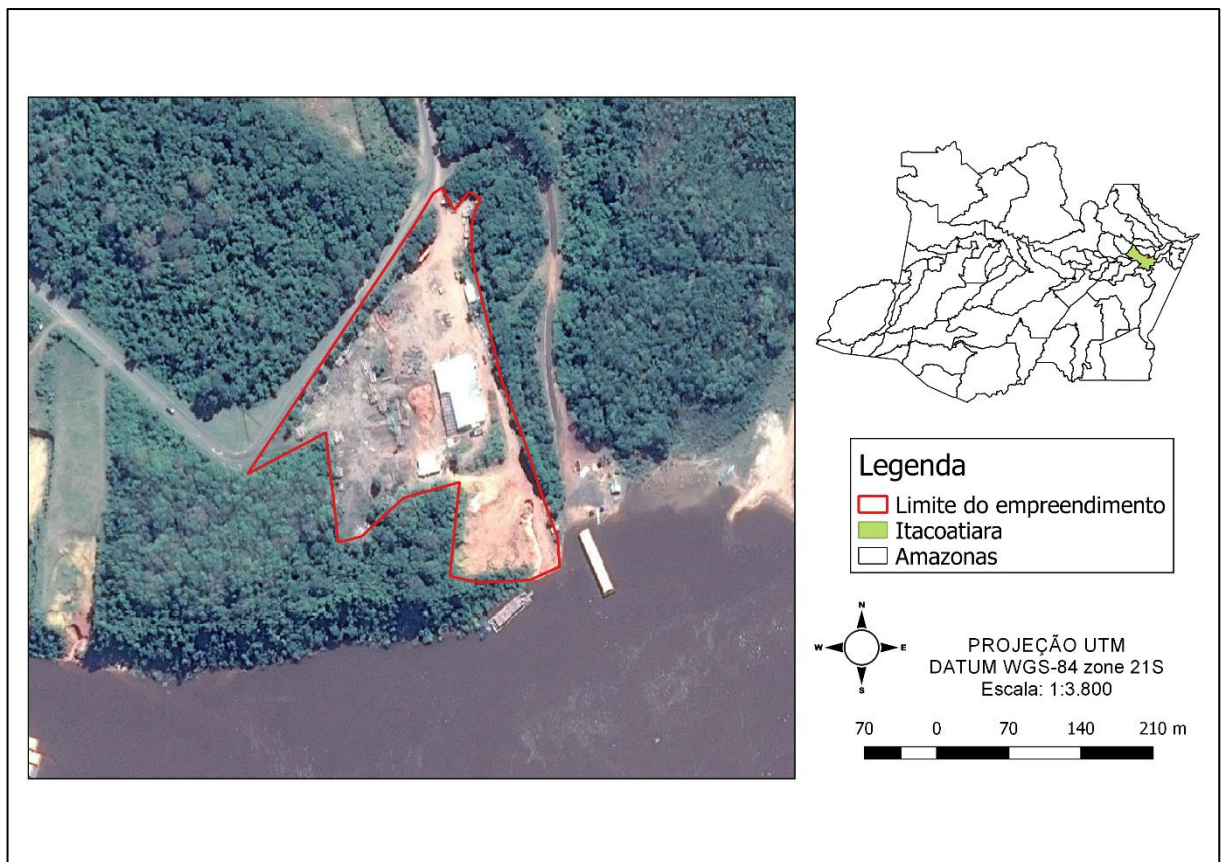 Legenda
Limite do empreendimento
Itacoatiara
Amazonas
N
W E
S
PROJEÇÃO UTM
DATUM WGS-84 zone 21S
Escala: 1:3.800
70 0 70 140 210 m